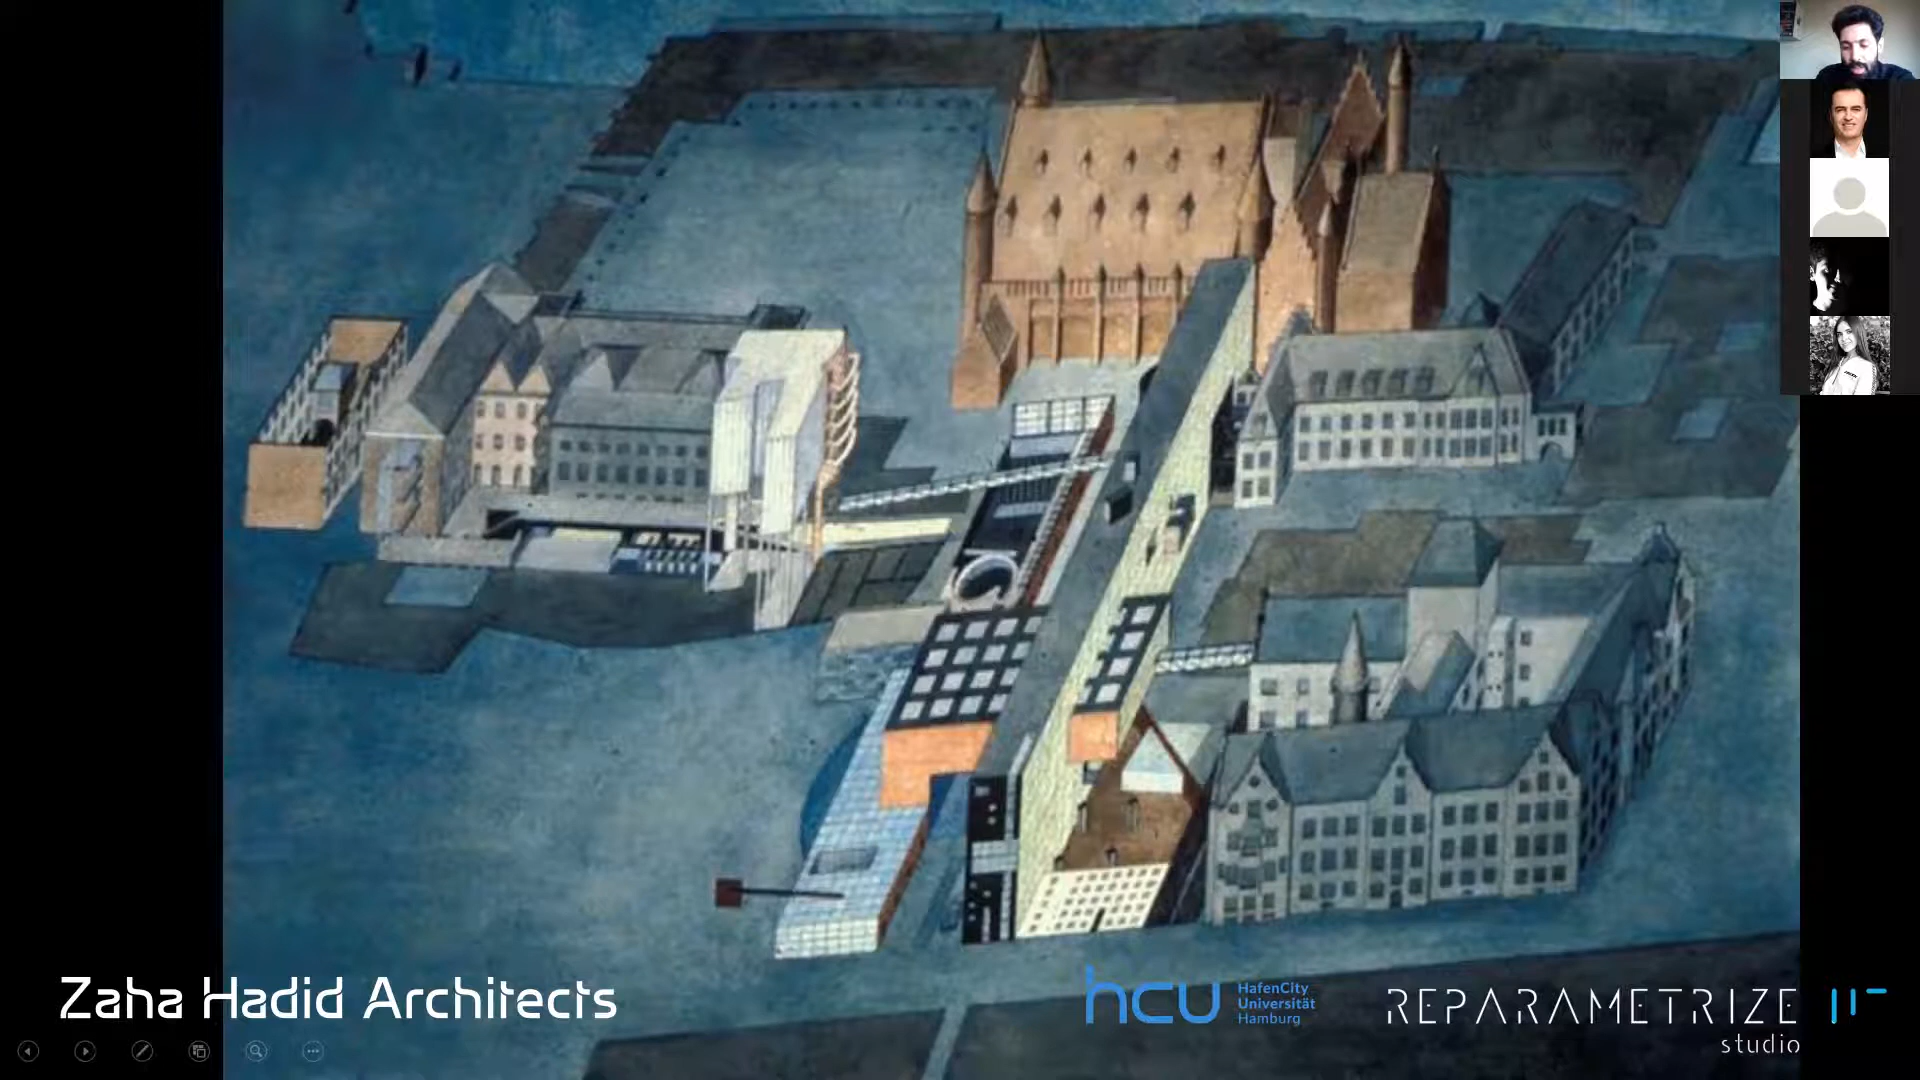 Zaha Hadid Architects
hcu
HafenCity
Universität
Hamburg
REPARAMETRIZE
studio